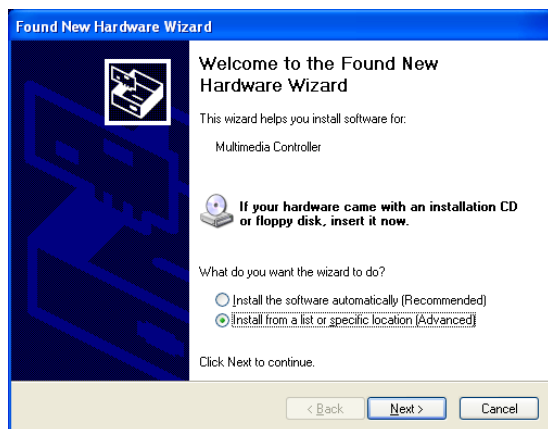 Found New Hardware Wizard
Welcome to the Found New
Hardware Wizard
This wizard helps you install software for:
Multimedia Controller
If your hardware came with an installation CD
or floppy disk, insert it now.
What do you want the wizard to do?
Install the software automatically (Recommended)
Install from a list or specific location (Advanced)
Click Next to continue.
< Back Next > Cancel